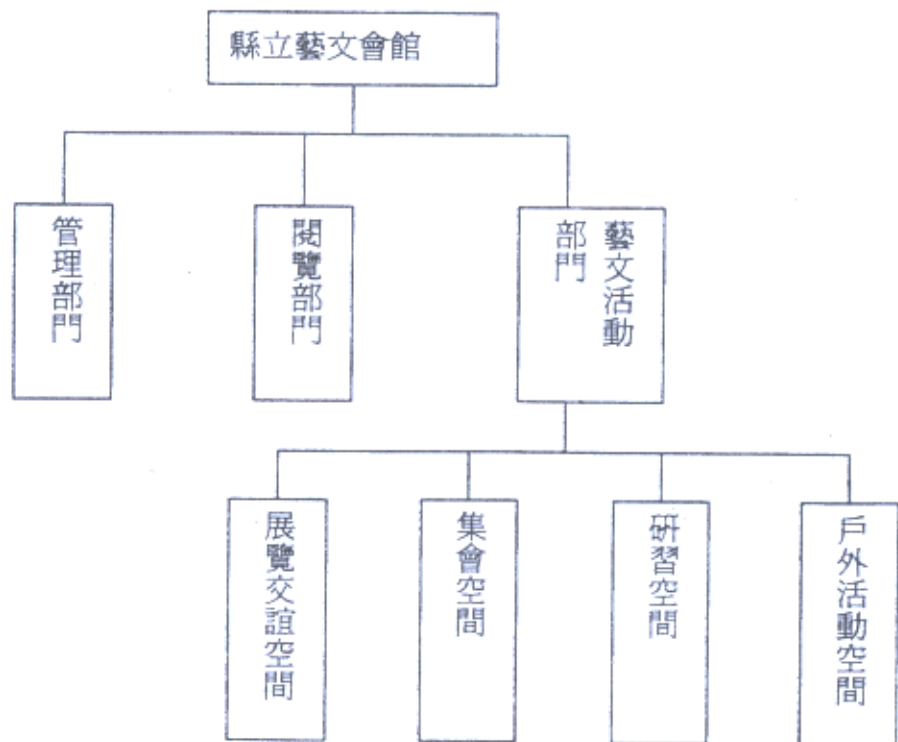 縣立藝文會館
管理部門
閱覽部門
藝文活動
部門
展覽交誼空間
集會空間
研習空間
戶外活動空間